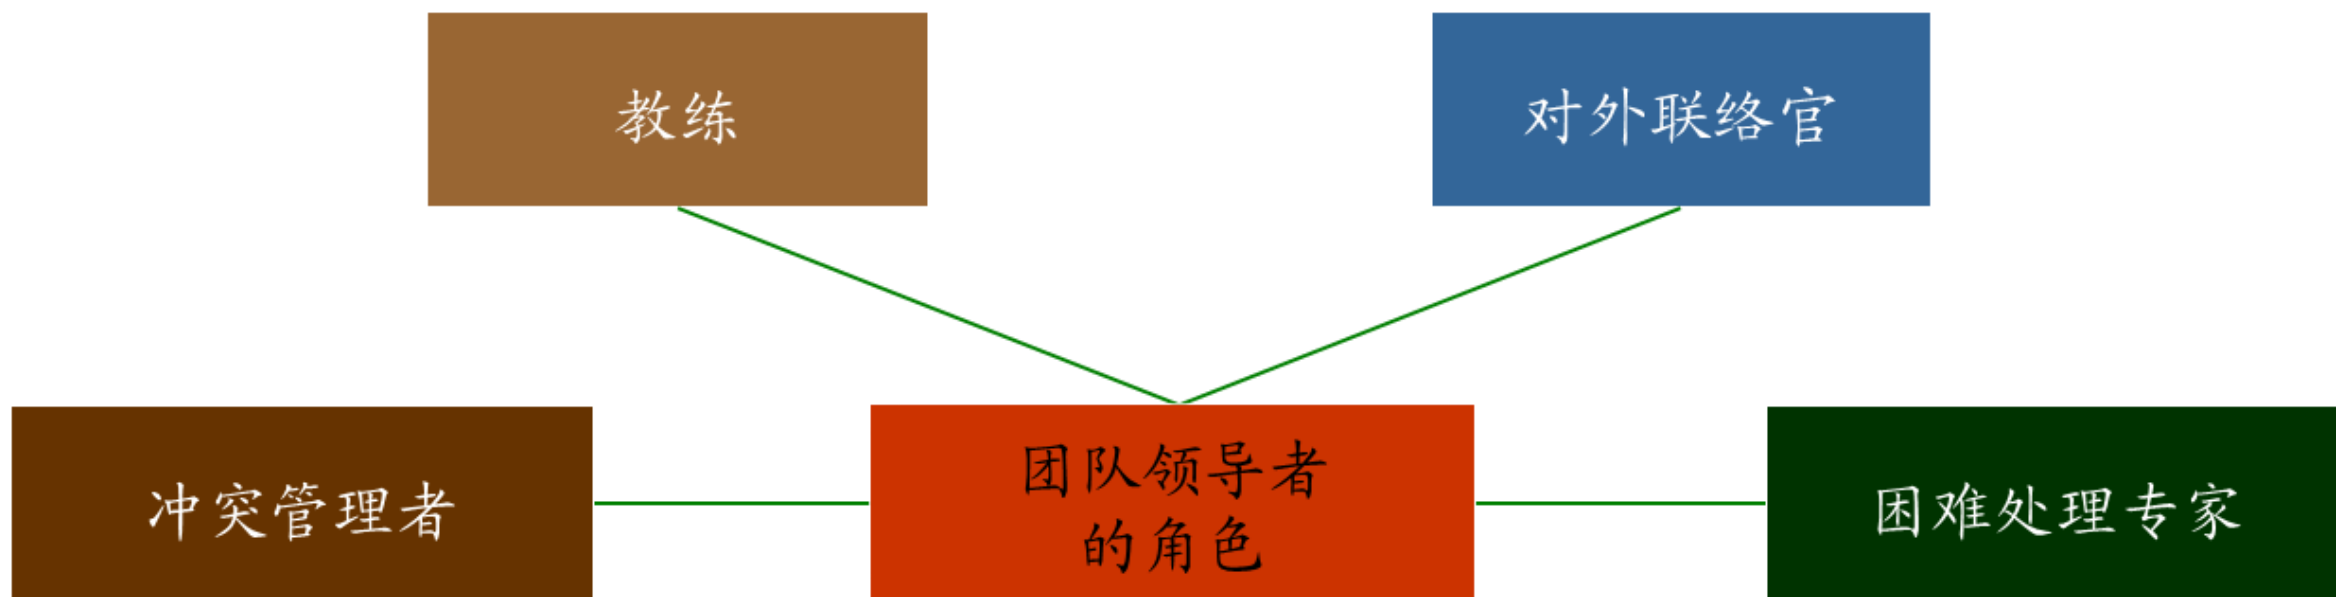 教练
对外联络官
冲突管理者
团队领导者
的角色
困难处理专家